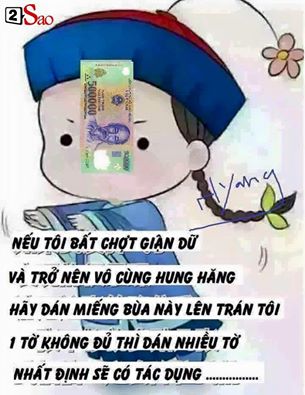 2Sao
500000
Hyang
NẾU TÔI BẤT CHỢT GIẬN DỮ
VÀ TRỞ NÊN VÔ CÙNG HUNG HĂNG
HÃY DÁN MIẾNG BÙA NÀY LÊN TRÁN TÔI
1 TỜ KHÔNG ĐỦ THÌ DÁN NHIỀU TỜ
NHẤT ĐỊNH SẼ CÓ TÁC DỤNG ...............